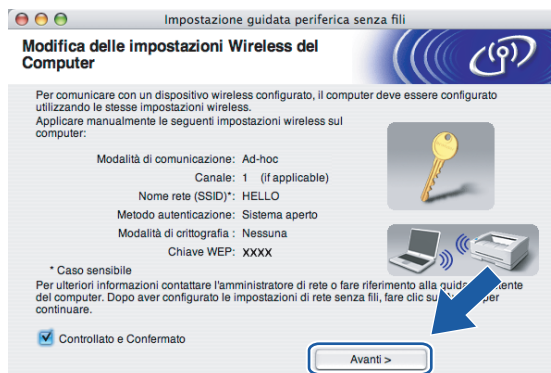 Impostazione guidata periferica senza fili
Modifica delle impostazioni Wireless del
Computer
Per comunicare con un dispositivo wireless configurato, il computer deve essere configurato
utilizzando le stesse impostazioni wireless.
Applicare manualmente le seguenti impostazioni wireless sul
computer:
Modalità di comunicazione: Ad-hoc
Canale: 1 (if applicable)
Nome rete (SSID)*: HELLO
Metodo autenticazione: Sistema aperto
Modalità di crittografia : Nessuna
Chiave WEP: XXXX
* Caso sensibile
Per ulteriori informazioni contattare l'amministratore di rete o fare riferimento alla guida
del computer. Dopo aver configurato le impostazioni di rete senza fili, fare clic per
continuare.
Controllato e Confermato
Avanti >